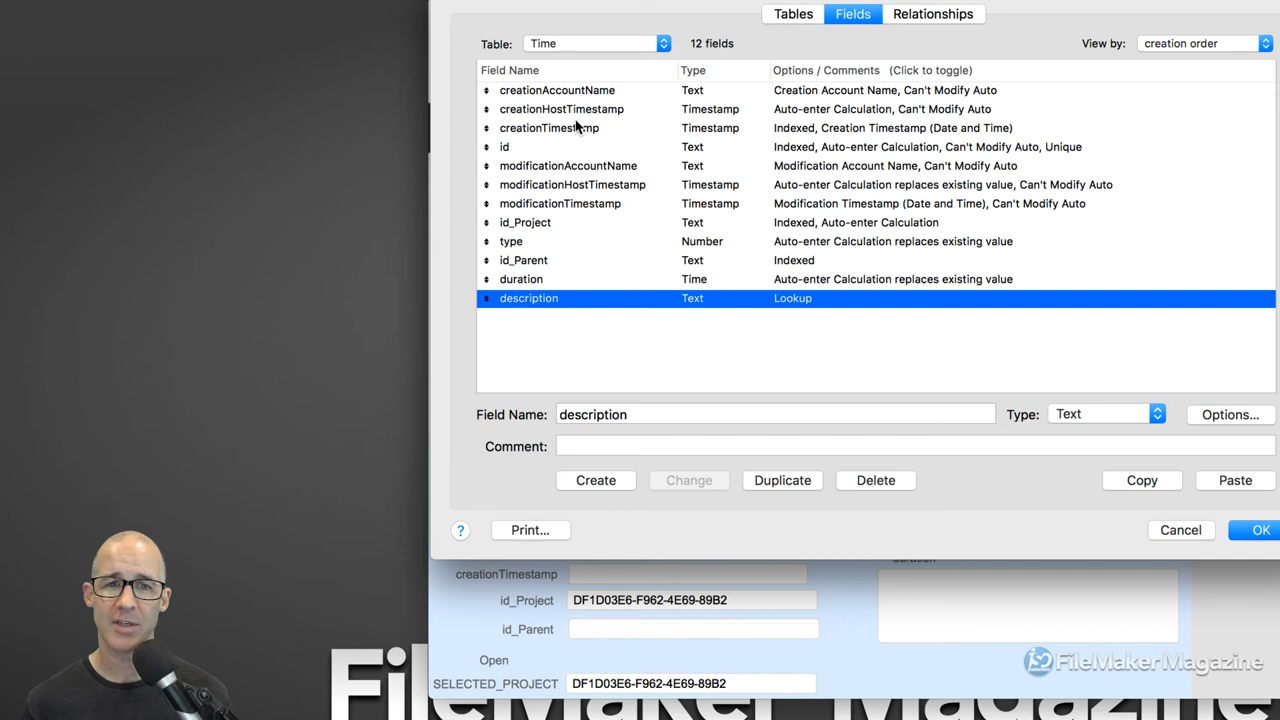 Tables Fields Relationships
Table: Time 12 fields View by: creation order
Field Name Type Options / Comments (Click to toggle)
creationAccountName Text Creation Account Name, Can't Modify Auto
creationHostTimestamp Timestamp Auto-enter Calculation, Can't Modify Auto
creationTimestamp Timestamp Indexed, Creation Timestamp (Date and Time)
id Text Indexed, Auto-enter Calculation, Can't Modify Auto, Unique
modificationAccountName Text Modification Account Name, Can't Modify Auto
modificationHostTimestamp Timestamp Auto-enter Calculation replaces existing value, Can't Modify Auto
modificationTimestamp Timestamp Modification Timestamp (Date and Time), Can't Modify Auto
id_Project Text Indexed, Auto-enter Calculation
type Number Auto-enter Calculation replaces existing value
id_Parent Text Indexed
duration Time Auto-enter Calculation replaces existing value
description Text Lookup
Field Name: description Type: Text Options...
Comment:
Create Change Duplicate Delete Copy Paste
? Print... Cancel OK
duration
creationTimestamp
id_Project DF1D03E6-F962-4E69-89B2
id_Parent
Open
FileMaker Magazine
SELECTED_PROJECT DF1D03E6-F962-4E69-89B2